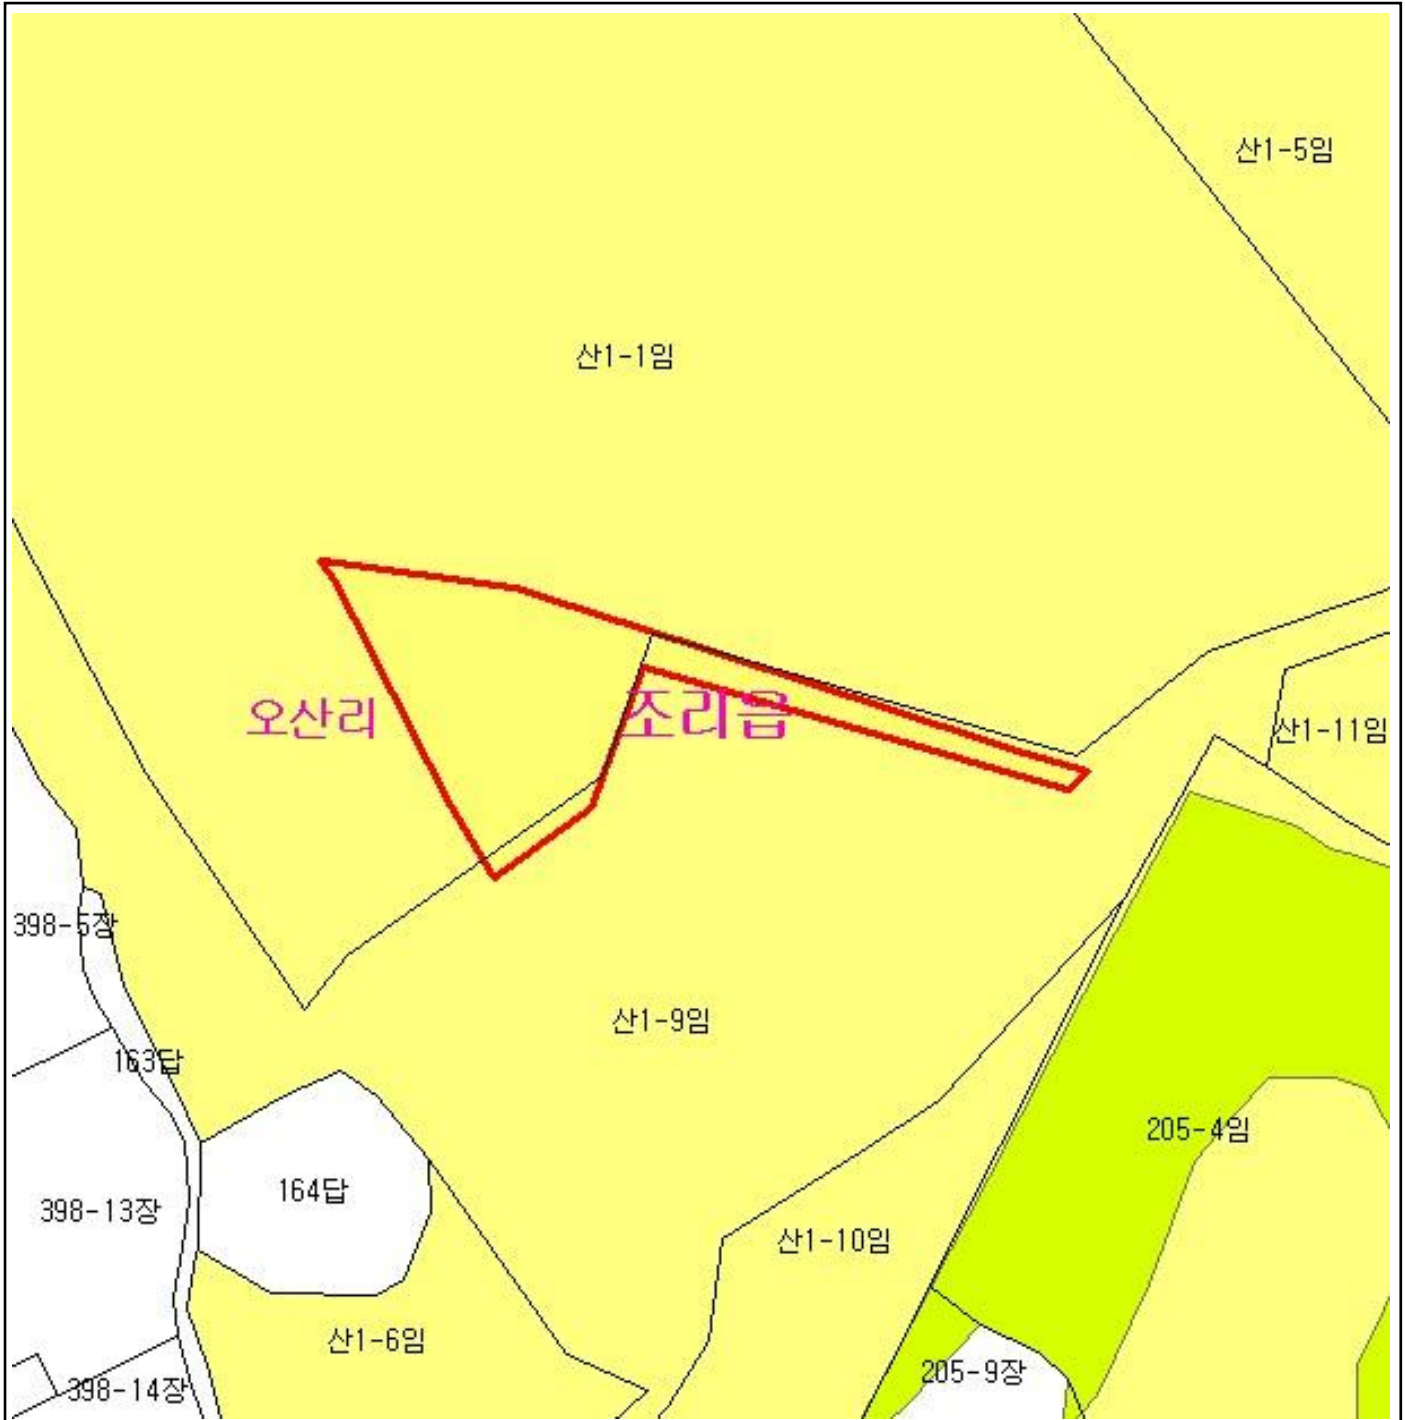 산1-5임
산1-1임
오산리
조리읍
산1-11임
398-5장
산1-9임
163답
205-4임
164답
398-13장
산1-10임
산1-6임
205-9장
398-14장